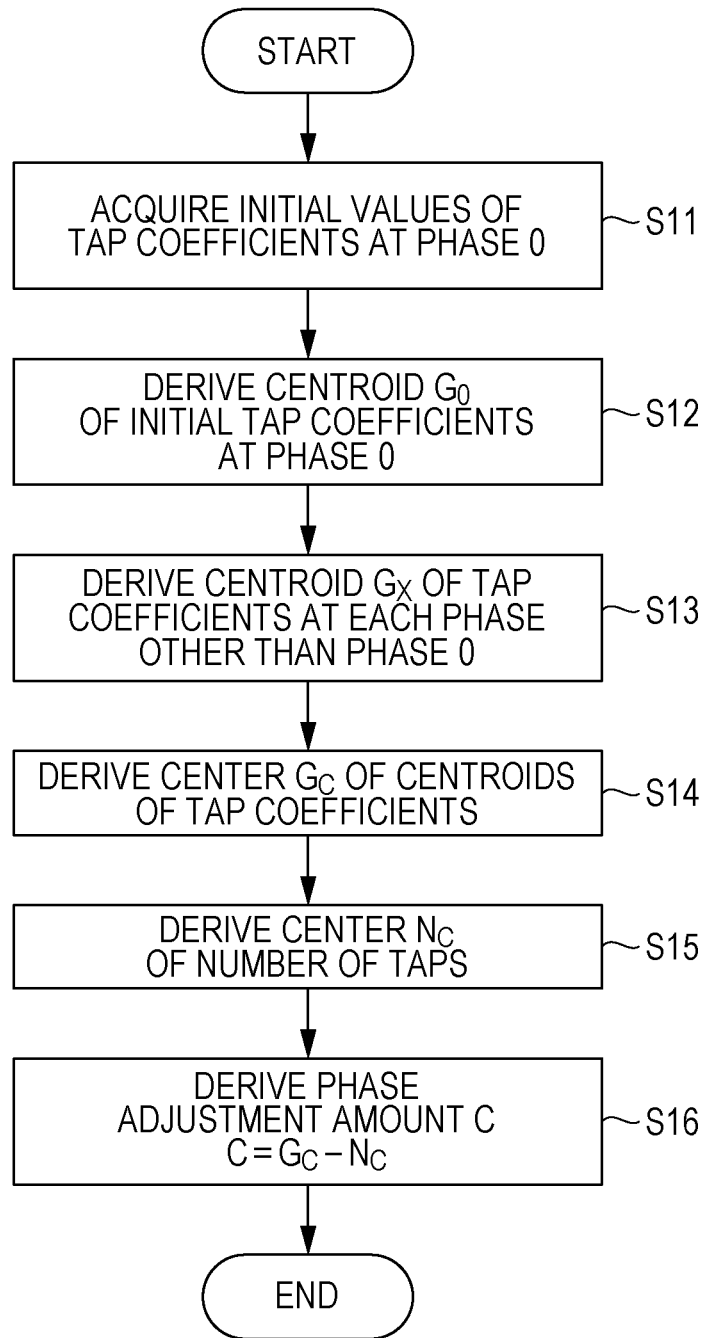 START
ACQUIRE INITIAL VALUES OF
TAP COEFFICIENTS AT PHASE 0
S11
DERIVE CENTROID G0
OF INITIAL TAP COEFFICIENTS
AT PHASE 0
S12
DERIVE CENTROID GX OF TAP
COEFFICIENTS AT EACH PHASE
OTHER THAN PHASE 0
S13
DERIVE CENTER GC OF CENTROIDS
OF TAP COEFFICIENTS
S14
DERIVE CENTER NC
OF NUMBER OF TAPS
S15
DERIVE PHASE
ADJUSTMENT AMOUNT C
C = GC – NC
S16
END